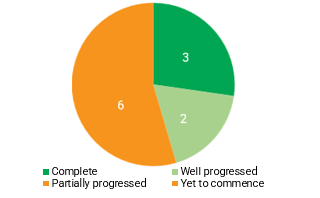 3
2
6
Complete
Well progressed
Partially progressed
Yet to commence